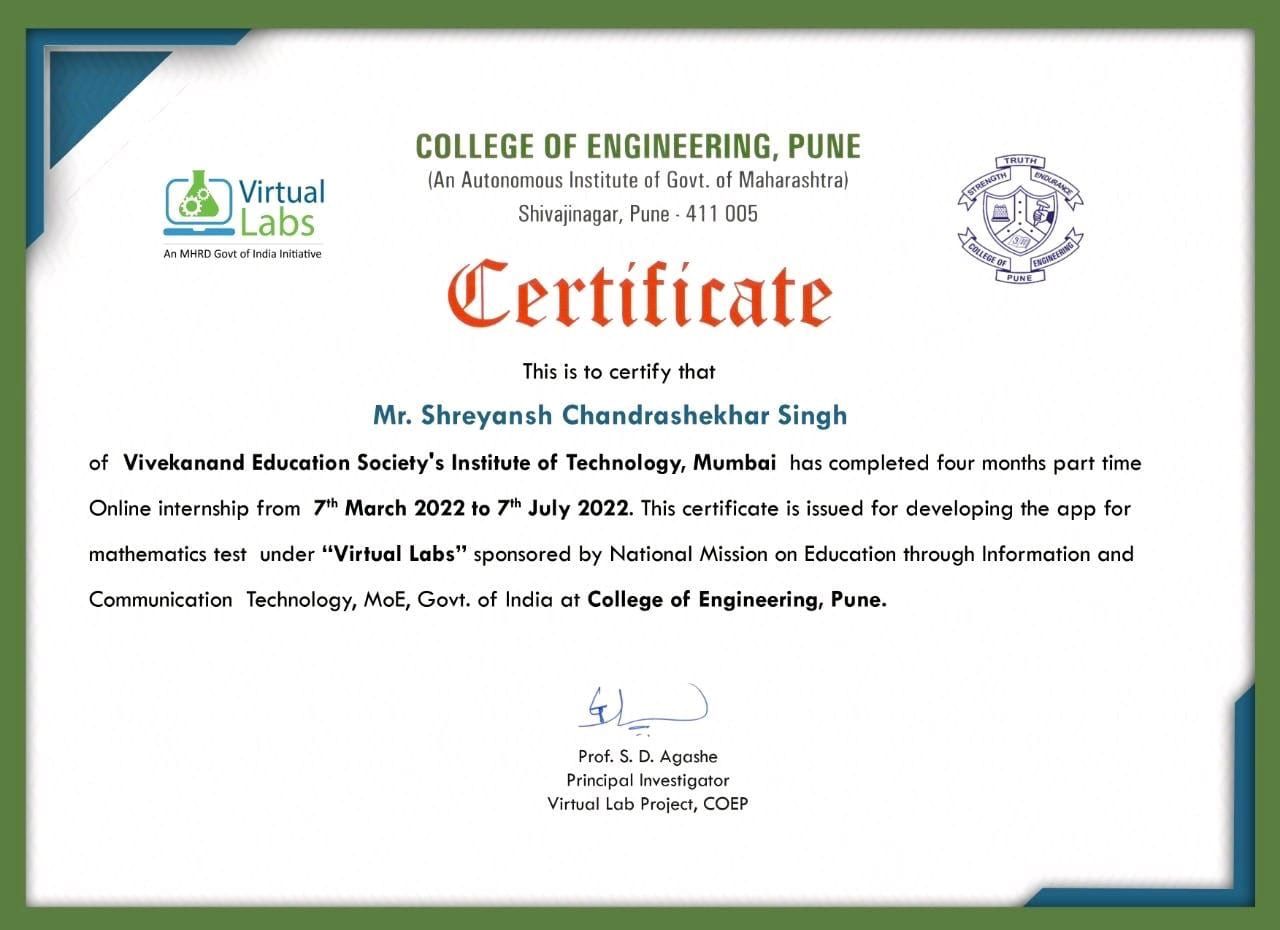 COLLEGE OF ENGINEERING, PUNE
(An Autonomous Institute of Govt. of Maharashtra)
Shivajinagar, Pune - 411 005
Virtual
Labs
An MHRD Govt of India Initiative
TRUTH
STRENGTH
ENDURANCE
COLLEGE OF
ENGINEERING
PUNE
Certificate
This is to certify that
Mr. Shreyansh Chandrashekhar Singh
of Vivekanand Education Society's Institute of Technology, Mumbai has completed four months part time
Online internship from 7th March 2022 to 7th July 2022. This certificate is issued for developing the app for
mathematics test under “Virtual Labs” sponsored by National Mission on Education through Information and
Communication Technology, MoE, Govt. of India at College of Engineering, Pune.
Prof. S. D. Agashe
Principal Investigator
Virtual Lab Project, COEP